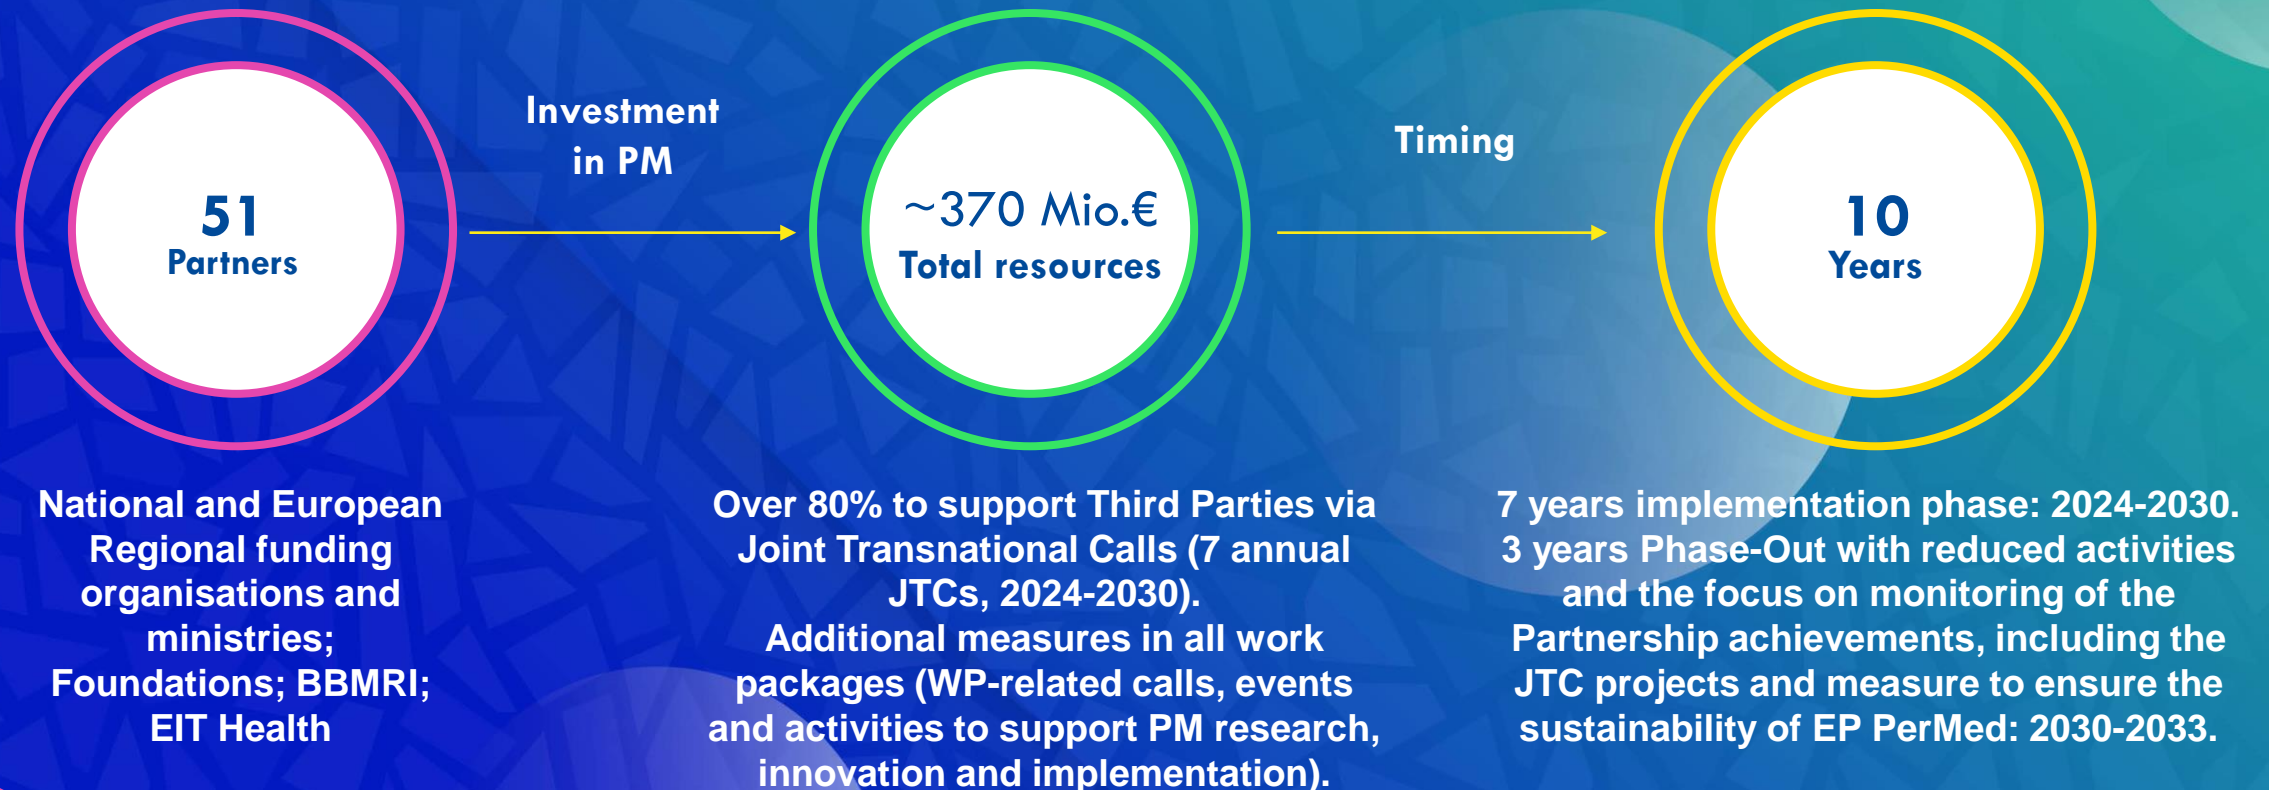 51
Partners
Investment
in PM
~370 Mio.€
Total resources
Timing
10
Years
National and European
Regional funding
organisations and
ministries;
Foundations; BBMRI;
EIT Health
Over 80% to support Third Parties via
Joint Transnational Calls (7 annual
JTCs, 2024-2030).
Additional measures in all work
packages (WP-related calls, events
and activities to support PM research,
innovation and implementation).
7 years implementation phase: 2024-2030.
3 years Phase-Out with reduced activities
and the focus on monitoring of the
Partnership achievements, including the
JTC projects and measure to ensure the
sustainability of EP PerMed: 2030-2033.